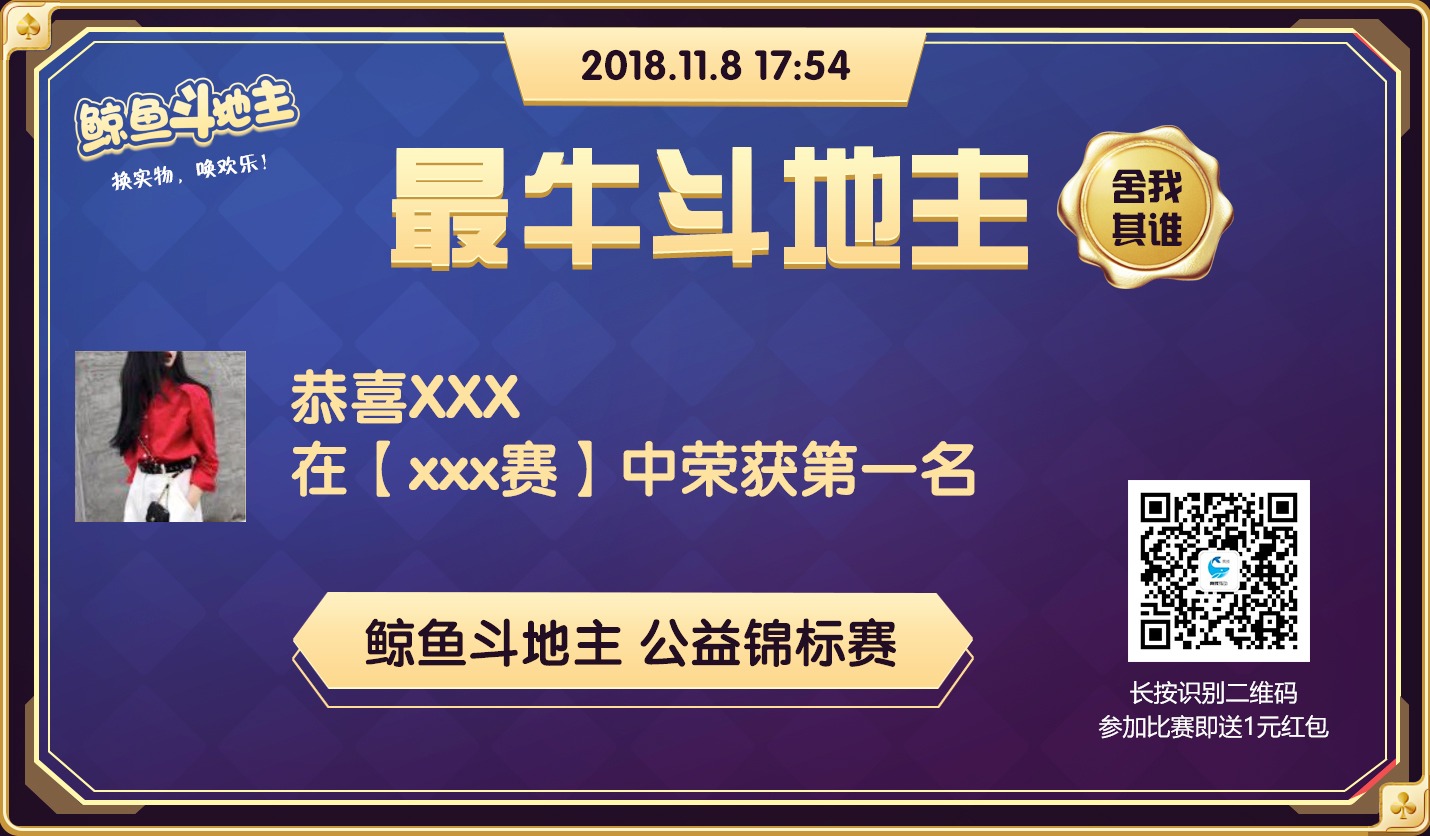 2018.11.8 17:54
鲸鱼斗地主
换实物，唤欢乐！
最牛斗地主
舍我
其谁
恭喜XXX
在【xxx赛】中荣获第一名
鲸鱼斗地主 公益锦标赛
长按识别二维码
参加比赛即送1元红包